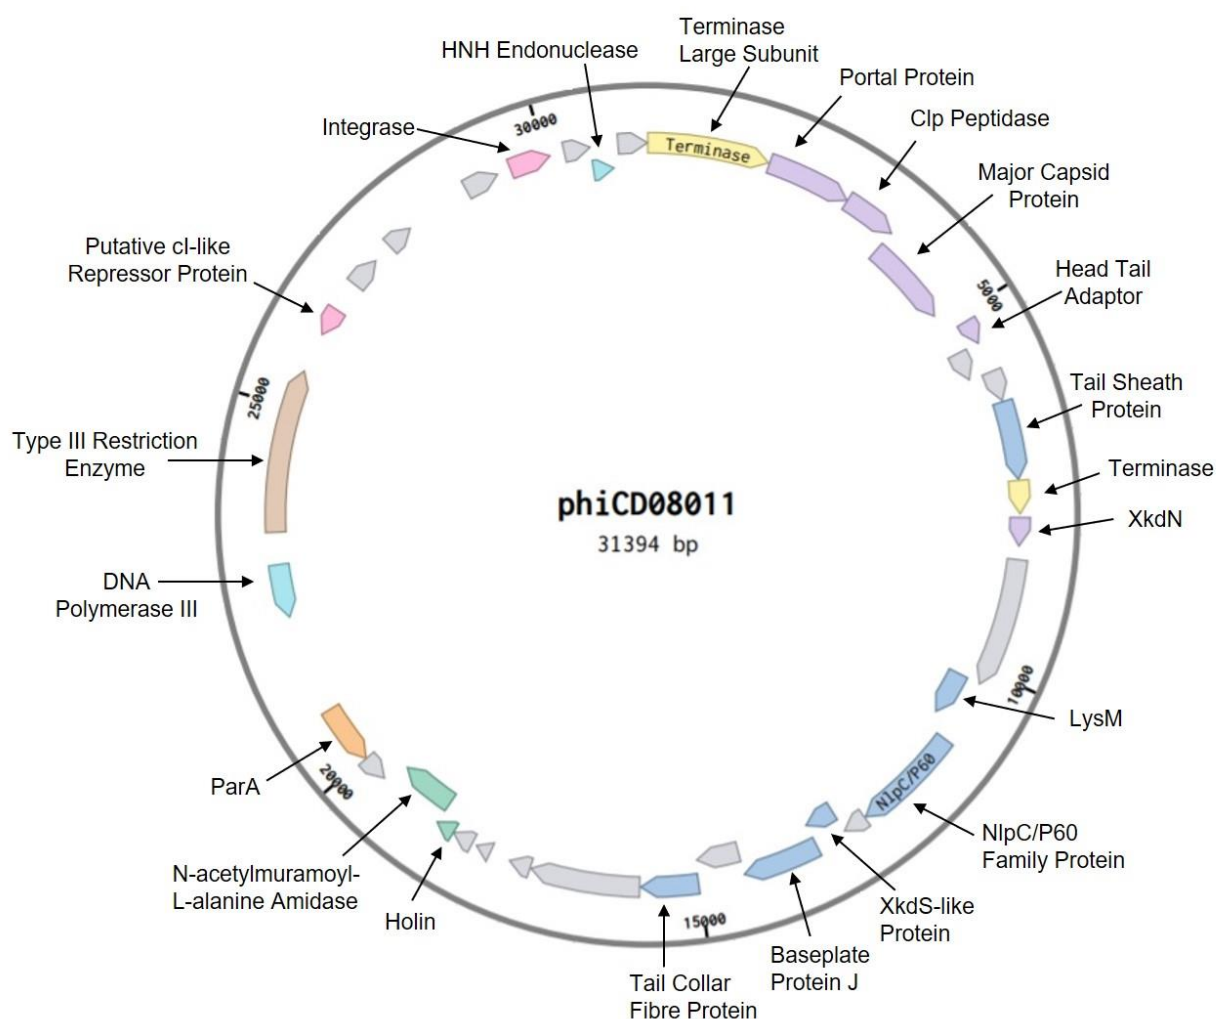 Terminase
Large Subunit
HNH Endonuclease
Portal Protein
Clp Peptidase
Integrase
30000
Terminase
Major Capsid
Protein
Putative cI-like
Repressor Protein
Head Tail
Adaptor
5000
Tail Sheath
Protein
25000
Type III Restriction
Enzyme
Terminase
phiCD08011
31394 bp
XkdN
DNA
Polymerase III
10000
LysM
ParA
20000
NlpC/P60
NlpC/P60
Family Protein
N-acetylmuramoyl-
L-alanine Amidase
Holin
15000
XkdS-like
Protein
Baseplate
Protein J
Tail Collar
Fibre Protein